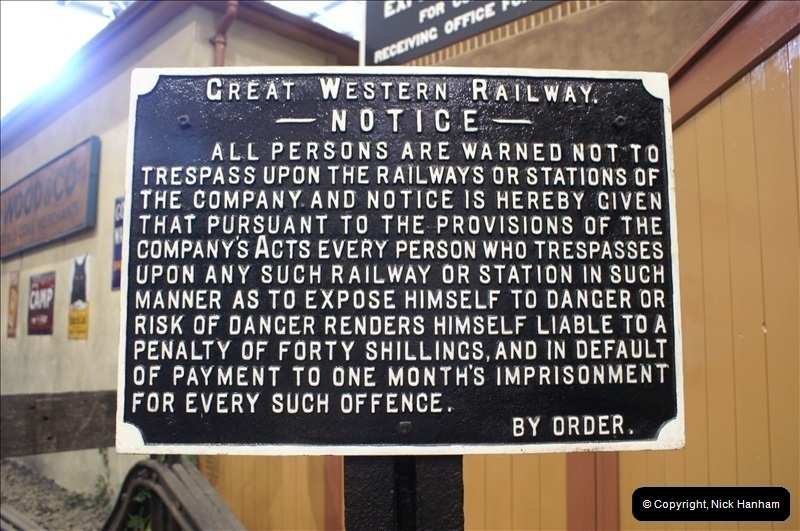 FOR
RECEIVING OFFICE FOR
GREAT WESTERN RAILWAY.
— NOTICE —
ALL PERSONS ARE WARNED NOT TO
TRESPASS UPON THE RAILWAYS OR STATIONS OF
THE COMPANY AND NOTICE IS HEREBY GIVEN
THAT PURSUANT TO THE PROVISIONS OF THE
COMPANY'S ACTS EVERY PERSON WHO TRESPASSES
UPON ANY SUCH RAILWAY OR STATION IN SUCH
MANNER AS TO EXPOSE HIMSELF TO DANGER OR
RISK OF DANGER RENDERS HIMSELF LIABLE TO A
PENALTY OF FORTY SHILLINGS, AND IN DEFAULT
OF PAYMENT TO ONE MONTH'S IMPRISONMENT
FOR EVERY SUCH OFFENCE.
BY ORDER.
WOOD & CO
CAMP
© Copyright, Nick Hanham